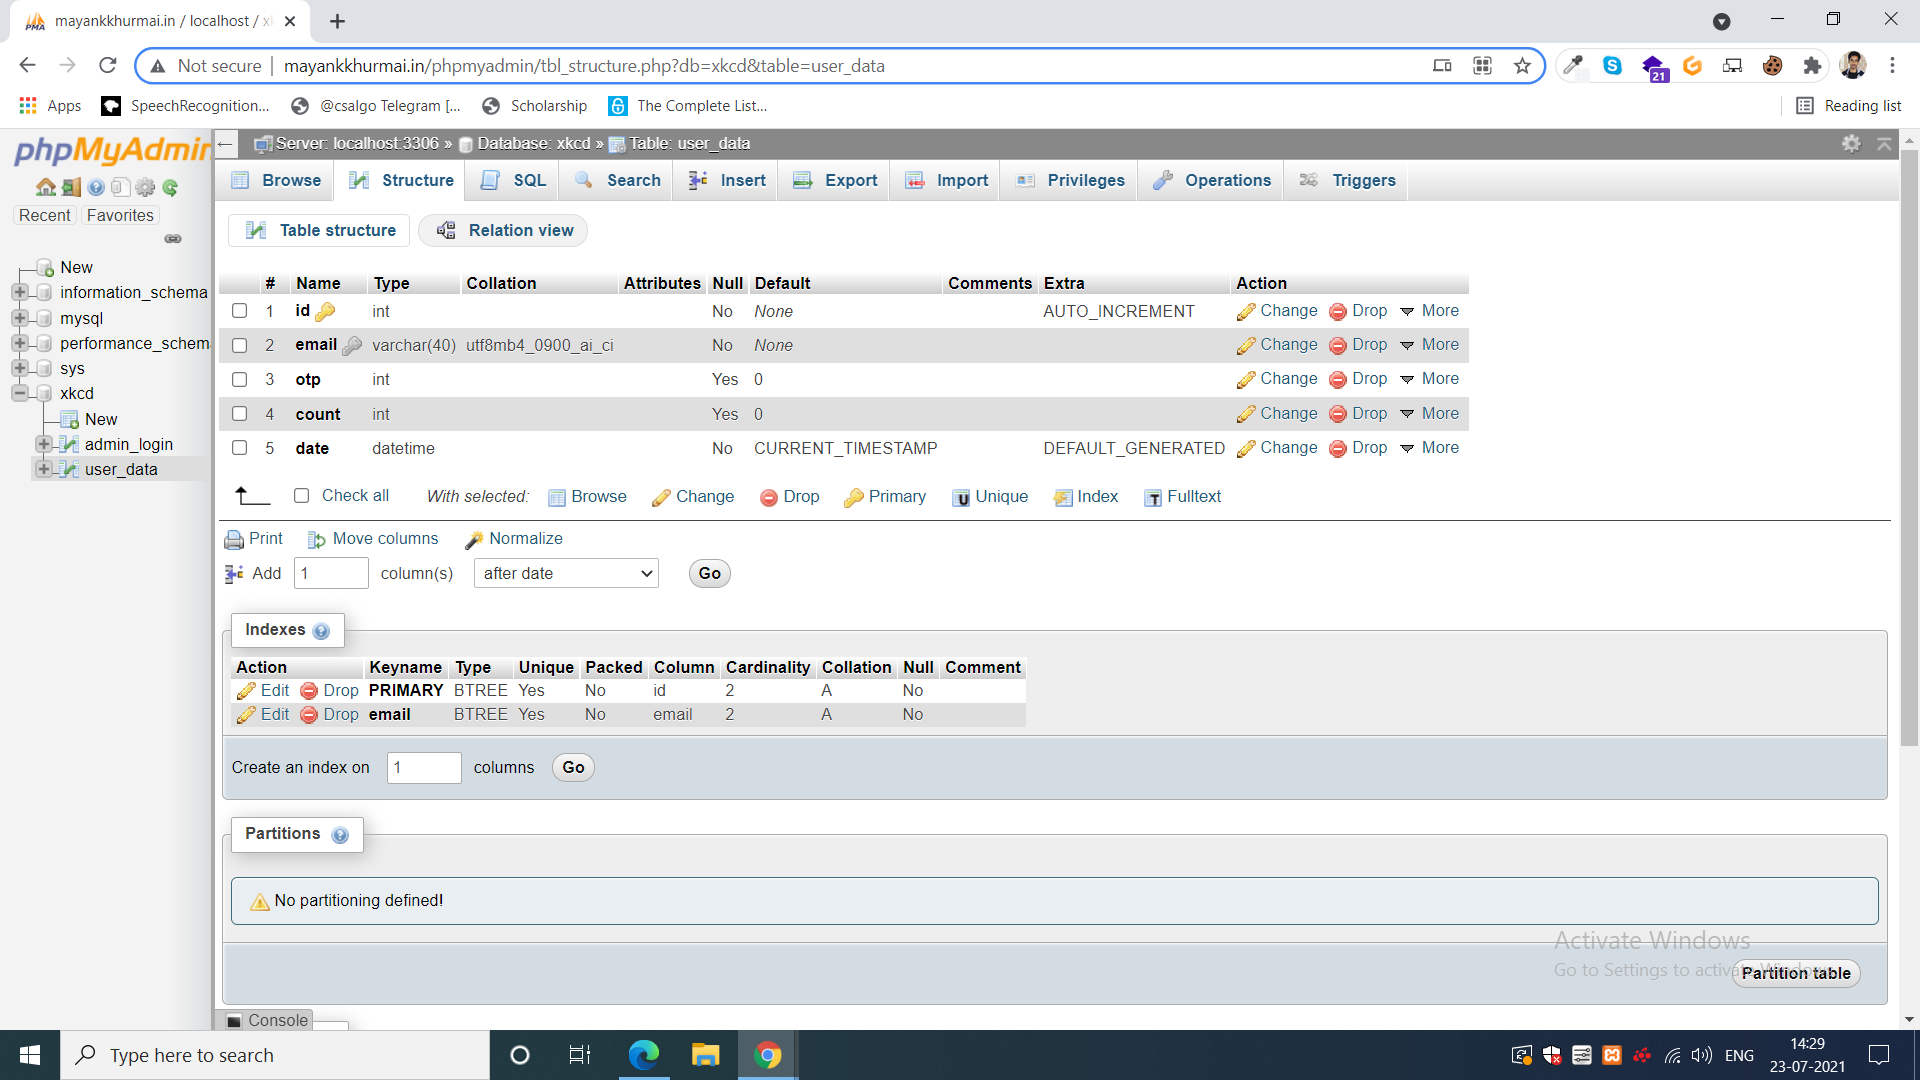 mayankkhurmai.in / localhost / x
Not secure | mayankkhurmai.in/phpmyadmin/tbl_structure.php?db=xkcd&table=user_data
21
Apps SpeechRecognition... @csalgo Telegram [... Scholarship The Complete List... Reading list
phpMyAdmin
Recent Favorites
New
information_schema
mysql
performance_schem
sys
xkcd
New
admin_login
user_data
Server: localhost:3306 » Database: xkcd » Table: user_data
Browse Structure SQL Search Insert Export Import Privileges Operations Triggers
Table structure Relation view
# Name Type Collation Attributes Null Default Comments Extra Action
1 id int No None AUTO_INCREMENT Change Drop More
2 email varchar(40) utf8mb4_0900_ai_ci No None Change Drop More
3 otp int Yes 0 Change Drop More
4 count int Yes 0 Change Drop More
5 date datetime No CURRENT_TIMESTAMP DEFAULT_GENERATED Change Drop More
Check all With selected: Browse Change Drop Primary Unique Index Fulltext
Print Move columns Normalize
Add 1 column(s) after date Go
Indexes
Action Keyname Type Unique Packed Column Cardinality Collation Null Comment
Edit Drop PRIMARY BTREE Yes No id 2 A No
Edit Drop email BTREE Yes No email 2 A No
Create an index on 1 columns Go
Partitions
No partitioning defined!
Activate Windows
Go to Settings to activate Windows.
Partition table
Console
Type here to search
ENG
14:29
23-07-2021